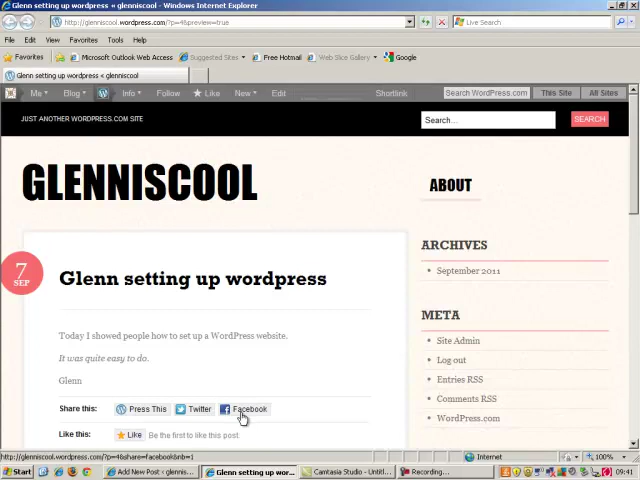 Glenn setting up wordpress « glenniscool - Windows Internet Explorer
http://glenniscool.wordpress.com/?p=4&preview=true
Live Search
File Edit View Favorites Tools Help
Favorites Microsoft Outlook Web Access Suggested Sites Free Hotmail Web Slice Gallery Google
Glenn setting up wordpress « glenniscool
Me Blog Info Follow Like New Edit Shortlink Search WordPress.com This Site All Sites
JUST ANOTHER WORDPRESS.COM SITE
Search... SEARCH
GLENNISCOOL
ABOUT
7
SEP
Glenn setting up wordpress
Today I showed people how to set up a WordPress website.
It was quite easy to do.
Glenn
Share this: Press This Twitter Facebook
Like this: Like Be the first to like this post
ARCHIVES
September 2011
META
Site Admin
Log out
Entries RSS
Comments RSS
WordPress.com
http://glenniscool.wordpress.com/?p=4&share=facebook&nb=1 Internet 100%
Start Add New Post ‹ glennis... Glenn setting up wor... Camtasia Studio - Untitl... Recording... 09:41